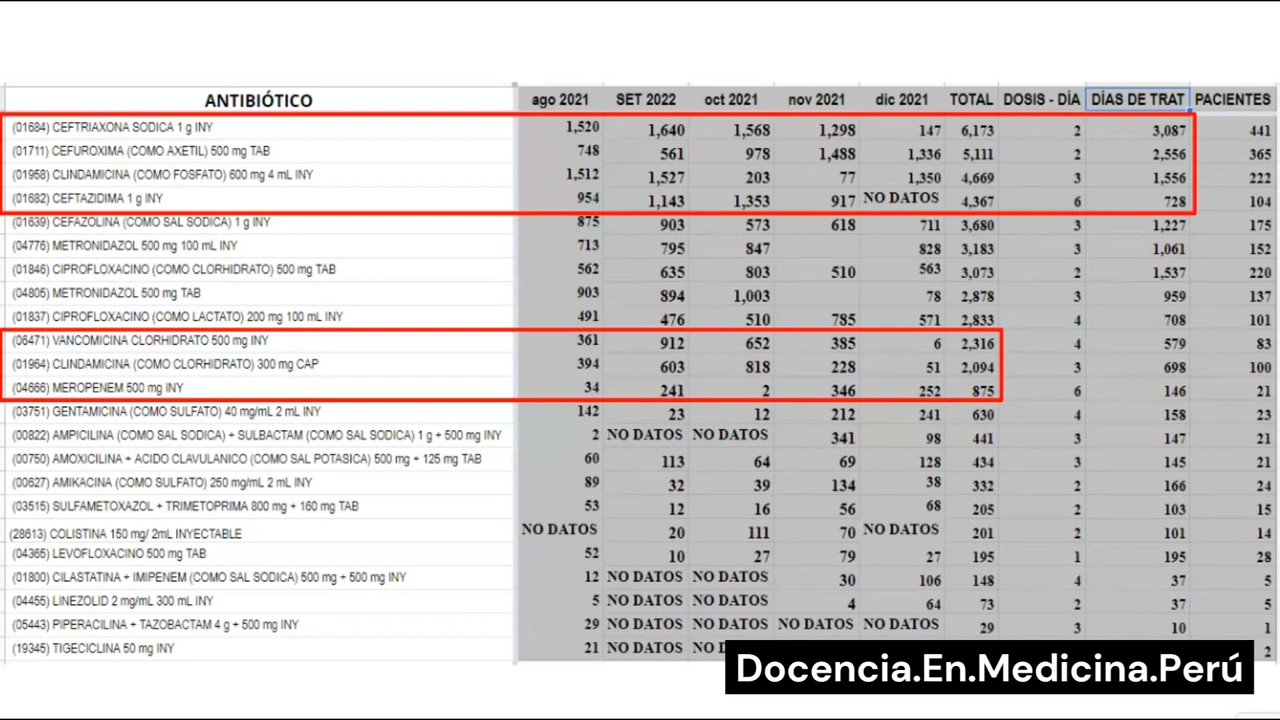 ANTIBIÓTICO ago 2021 SET 2022 oct 2021 nov 2021 dic 2021 TOTAL DOSIS - DÍA DÍAS DE TRAT PACIENTES
(01684) CEFTRIAXONA SODICA 1 g INY 1,520 1,640 1,568 1,298 147 6,173 2 3,087 441
(01711) CEFUROXIMA (COMO AXETIL) 500 mg TAB 748 561 978 1,488 1,336 5,111 2 2,556 365
(01958) CLINDAMICINA (COMO FOSFATO) 600 mg 4 mL INY 1,512 1,527 203 77 1,350 4,669 3 1,556 222
(01682) CEFTAZIDIMA 1 g INY 954 1,143 1,353 917 NO DATOS 4,367 6 728 104
(01639) CEFAZOLINA (COMO SAL SODICA) 1 g INY 875 903 573 618 711 3,680 3 1,227 175
(04776) METRONIDAZOL 500 mg 100 mL INY 713 795 847 828 3,183 3 1,061 152
(01846) CIPROFLOXACINO (COMO CLORHIDRATO) 500 mg TAB 562 635 803 510 563 3,073 2 1,537 220
(04805) METRONIDAZOL 500 mg TAB 903 894 1,003 78 2,878 3 959 137
(01837) CIPROFLOXACINO (COMO LACTATO) 200 mg 100 mL INY 491 476 510 785 571 2,833 4 708 101
(06471) VANCOMICINA CLORHIDRATO 500 mg INY 361 912 652 385 6 2,316 4 579 83
(01964) CLINDAMICINA (COMO CLORHIDRATO) 300 mg CAP 394 603 818 228 51 2,094 3 698 100
(04666) MEROPENEM 500 mg INY 34 241 2 346 252 875 6 146 21
(03751) GENTAMICINA (COMO SULFATO) 40 mg/mL 2 mL INY 142 23 12 212 241 630 4 158 23
(00822) AMPICILINA (COMO SAL SODICA) + SULBACTAM (COMO SAL SODICA) 1 g + 500 mg INY 2 NO DATOS NO DATOS 341 98 441 3 147 21
(00750) AMOXICILINA + ACIDO CLAVULANICO (COMO SAL POTASICA) 500 mg + 125 mg TAB 60 113 64 69 128 434 3 145 21
(00627) AMIKACINA (COMO SULFATO) 250 mg/mL 2 mL INY 89 32 39 134 38 332 2 166 24
(03515) SULFAMETOXAZOL + TRIMETOPRIMA 800 mg + 160 mg TAB 53 12 16 56 68 205 2 103 15
(28613) COLISTINA 150 mg/ 2mL INYECTABLE NO DATOS 20 111 70 NO DATOS 201 2 101 14
(04365) LEVOFLOXACINO 500 mg TAB 52 10 27 79 27 195 1 195 28
(01800) CILASTATINA + IMIPENEM (COMO SAL SODICA) 500 mg + 500 mg INY 12 NO DATOS NO DATOS 30 106 148 4 37 5
(04455) LINEZOLID 2 mg/mL 300 mL INY 5 NO DATOS NO DATOS 4 64 73 2 37 5
(05443) PIPERACILINA + TAZOBACTAM 4 g + 500 mg INY 29 NO DATOS NO DATOS NO DATOS NO DATOS 29 3 10 1
(19345) TIGECICLINA 50 mg INY 21 NO DATOS 2
Docencia.En.Medicina.Perú